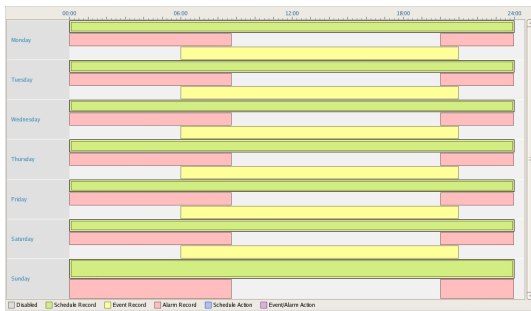 00:00 06:00 12:00 18:00 24:00
Monday
Tuesday
Wednesday
Thursday
Friday
Saturday
Sunday
Disabled Schedule Record Event Record Alarm Record Schedule Action Event/Alarm Action